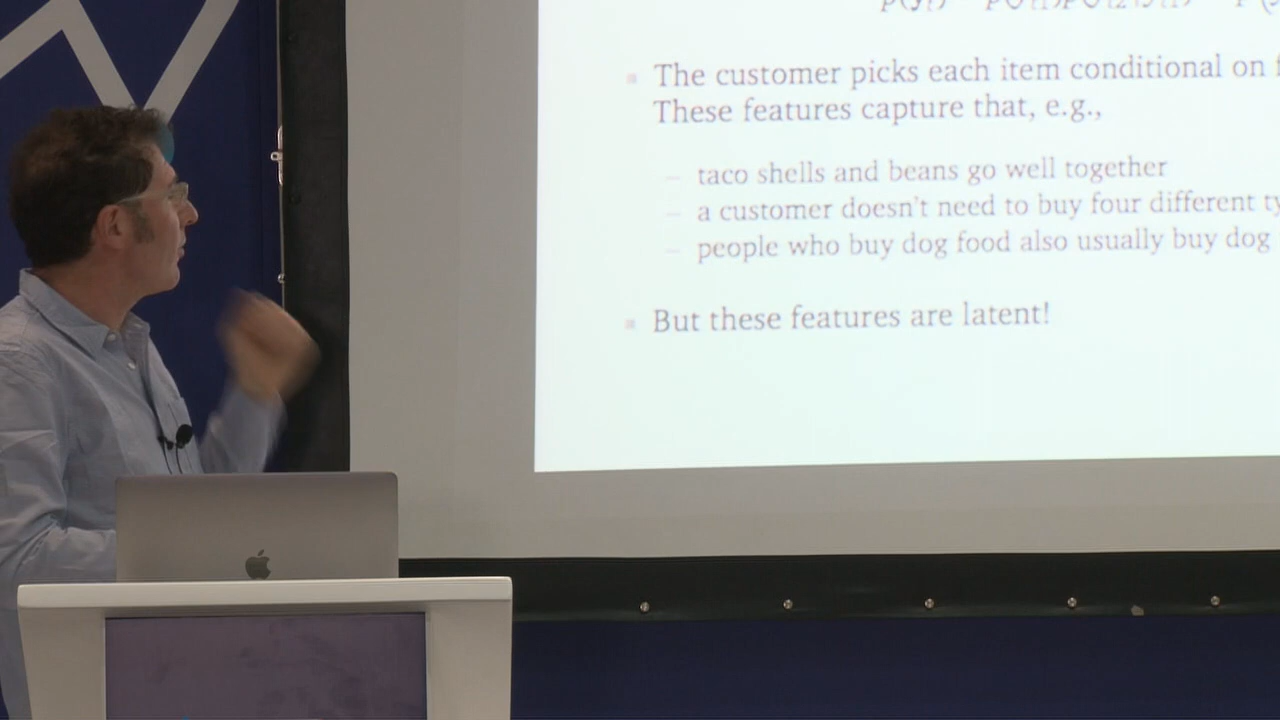 The customer picks each item conditional on
These features capture that, e.g.,
taco shells and beans go well together
a customer doesn't need to buy four different
people who buy dog food also usually buy dog
But these features are latent!